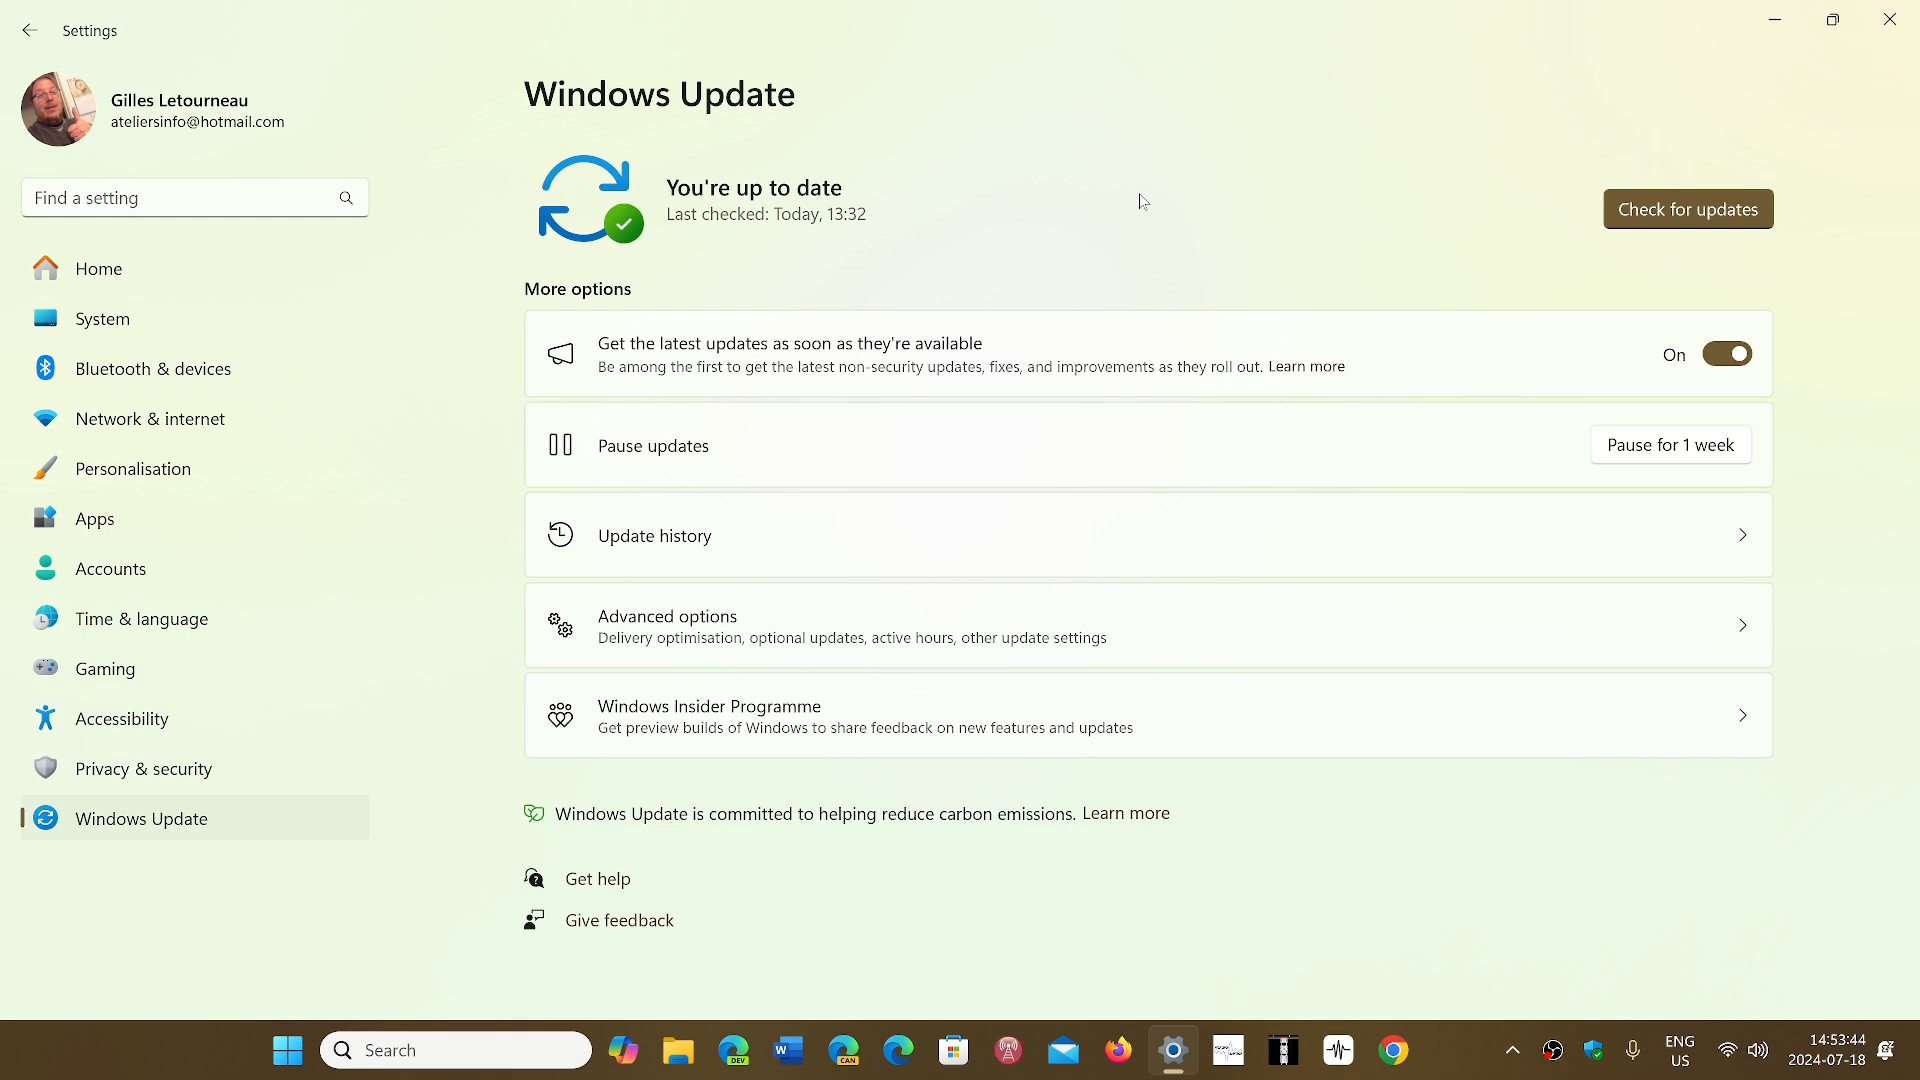 Settings
Gilles Letourneau
ateliersinfo@hotmail.com
Find a setting
Home
System
Bluetooth & devices
Network & internet
Personalisation
Apps
Accounts
Time & language
Gaming
Accessibility
Privacy & security
Windows Update
Windows Update
You're up to date
Last checked: Today, 13:32
Check for updates
More options
Get the latest updates as soon as they're available
Be among the first to get the latest non-security updates, fixes, and improvements as they roll out. Learn more
On
Pause updates
Pause for 1 week
Update history
Advanced options
Delivery optimisation, optional updates, active hours, other update settings
Windows Insider Programme
Get preview builds of Windows to share feedback on new features and updates
Windows Update is committed to helping reduce carbon emissions. Learn more
Get help
Give feedback
Search
DEV
W
CAN
ENG
US
14:53:44
2024-07-18